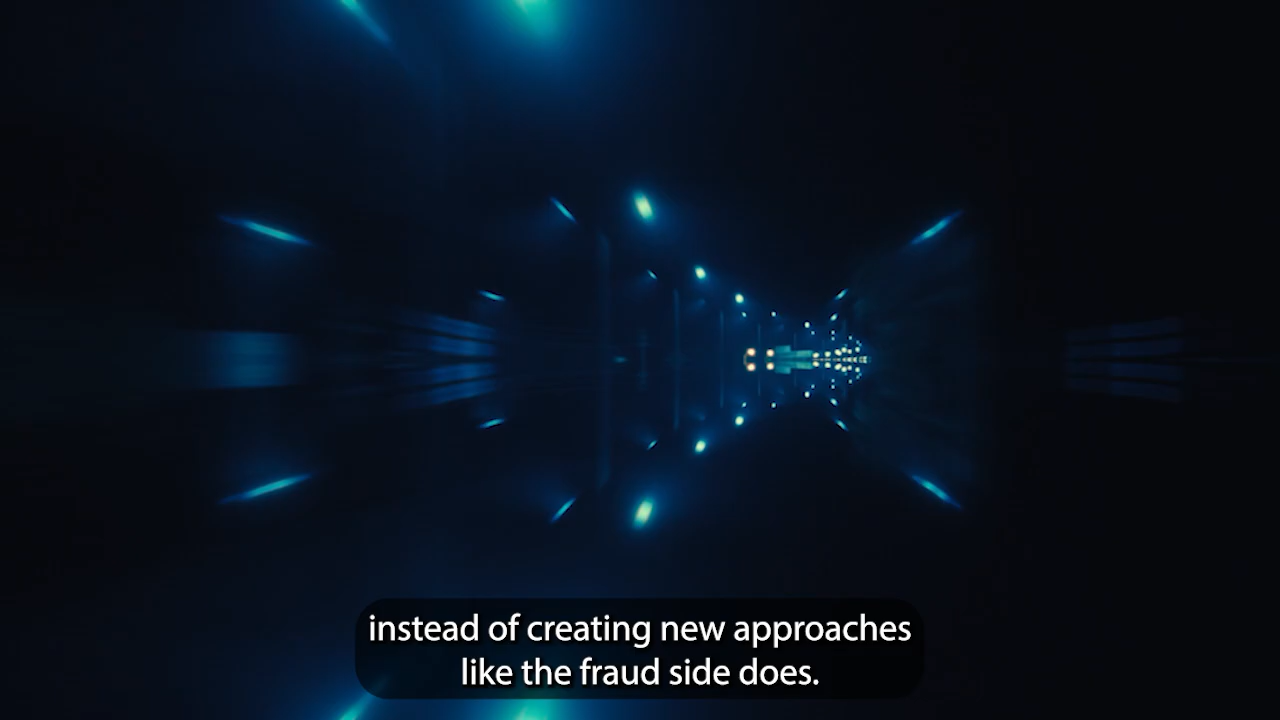 instead of creating new approaches
like the fraud side does.